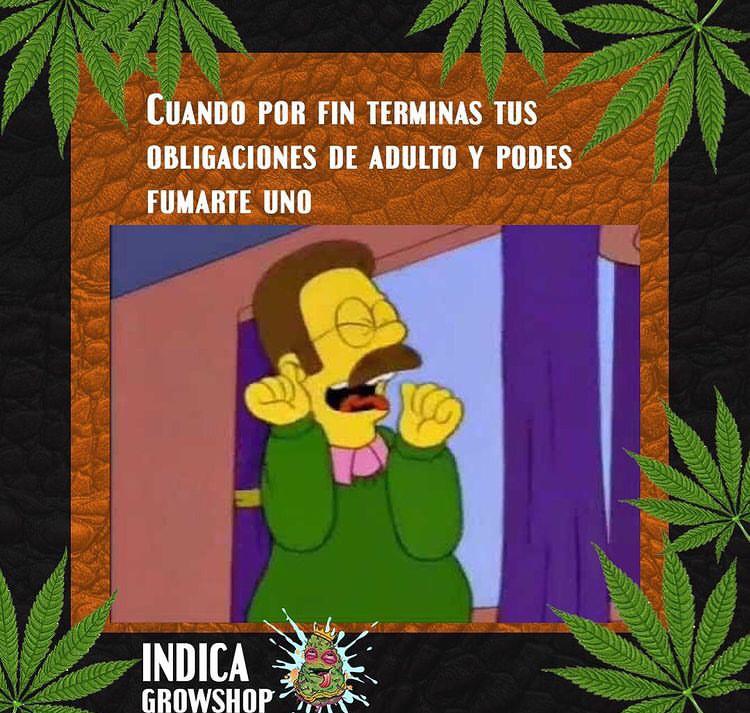 CUANDO POR FIN TERMINAS TUS
OBLIGACIONES DE ADULTO Y PODES
FUMARTE UNO
INDICA
GROWSHOP